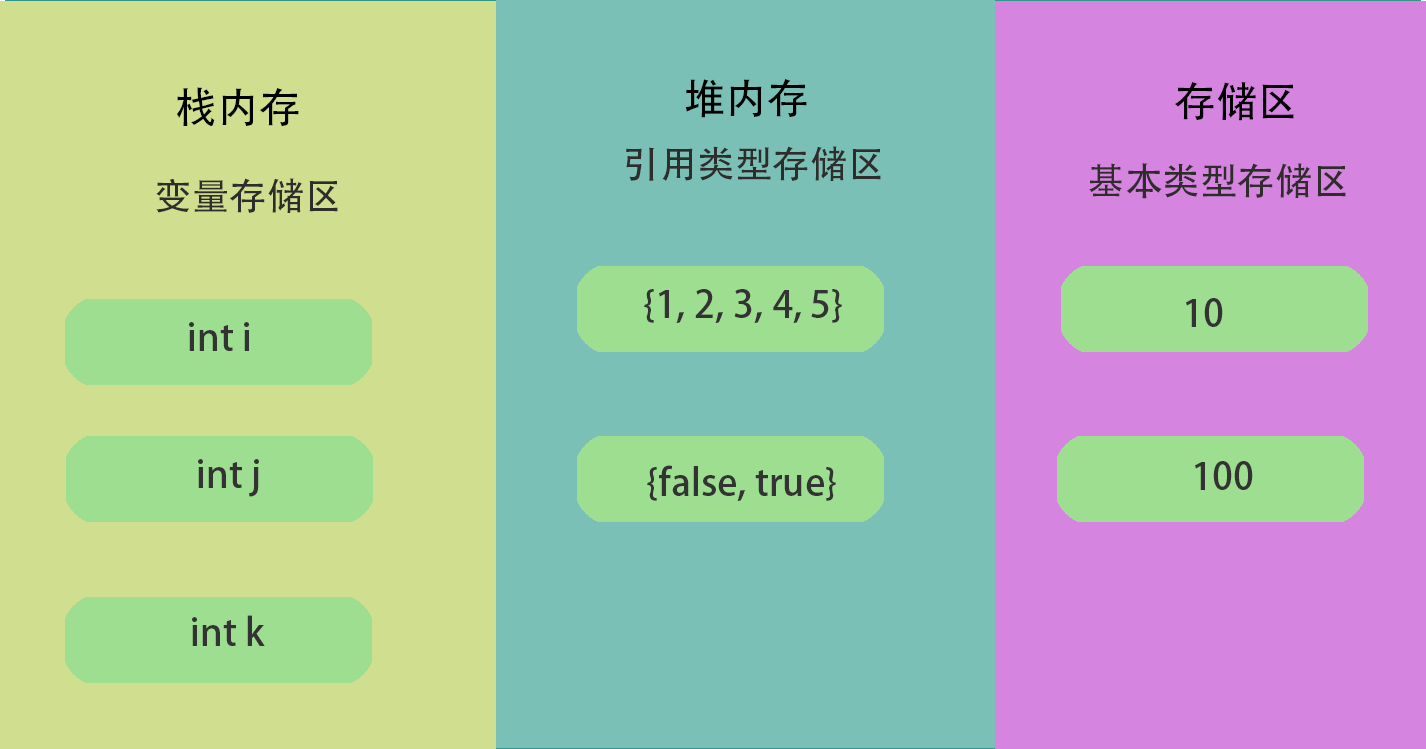 栈内存
变量存储区
int i
int j
int k
堆内存
引用类型存储区
{1, 2, 3, 4, 5}
{false, true}
存储区
基本类型存储区
10
100